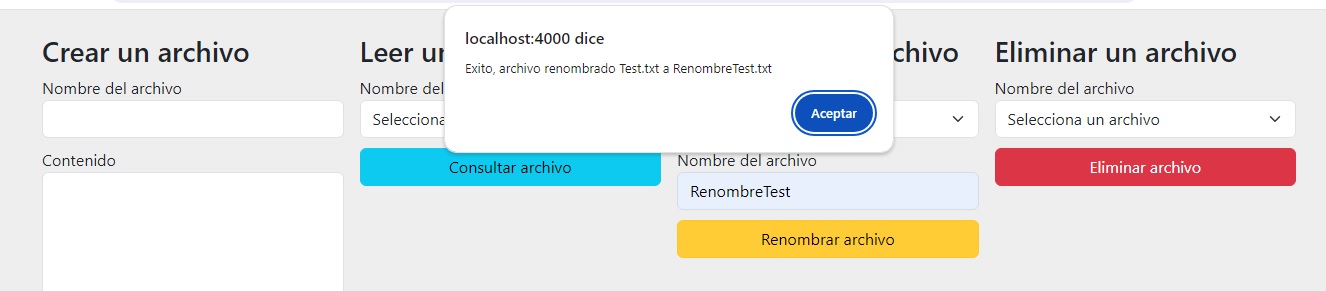 localhost:4000 dice
Exito, archivo renombrado Test.txt a RenombreTest.txt
Aceptar
Crear un archivo
Nombre del archivo
Contenido
Leer
Nombre del
Selecciona
Consultar archivo
Nombre del archivo
RenombreTest
Renombrar archivo
Eliminar un archivo
Nombre del archivo
Selecciona un archivo
Eliminar archivo